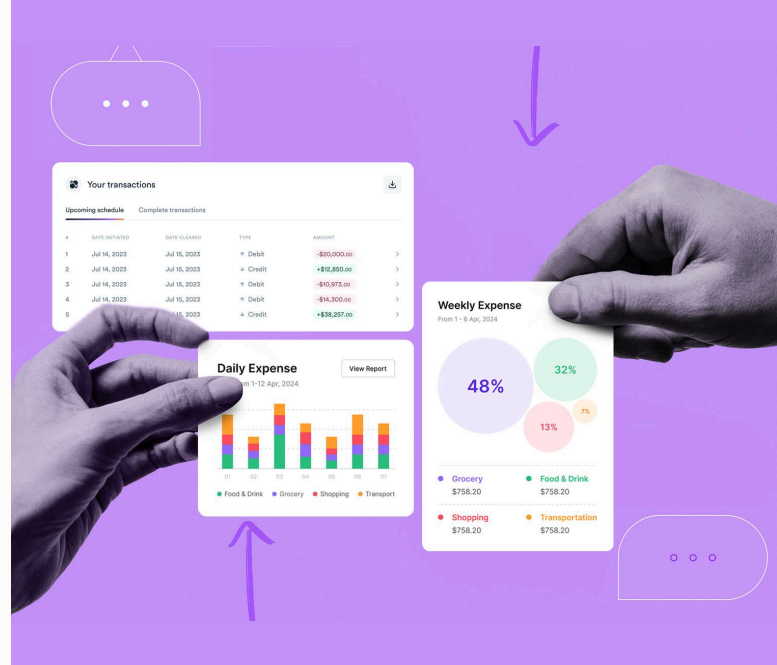 Your transactions
Upcoming schedule Complete transactions
# DATE INITIATED DATE CLEARED TYPE AMOUNT
1 Jul 14, 2023 Jul 15, 2023 ↑ Debit -$20,000.00 >
2 Jul 14, 2023 Jul 15, 2023 ↓ Credit +$12,850.00 >
3 Jul 14, 2023 Jul 15, 2023 ↑ Debit -$10,973.00 >
4 Jul 14, 2023 Jul 15, 2023 ↑ Debit -$14,300.00 >
5 15, 2023 ↓ Credit +$38,257.00 >
Daily Expense View Report
1-12 Apr, 2024
01 02 03 04 05 06 07
Food & Drink Grocery Shopping Transport
Weekly Expense
From 1 - 6 Apr, 2024
48%
32%
7%
13%
Grocery Food & Drink
$758.20 $758.20
Shopping Transportation
$758.20 $758.20